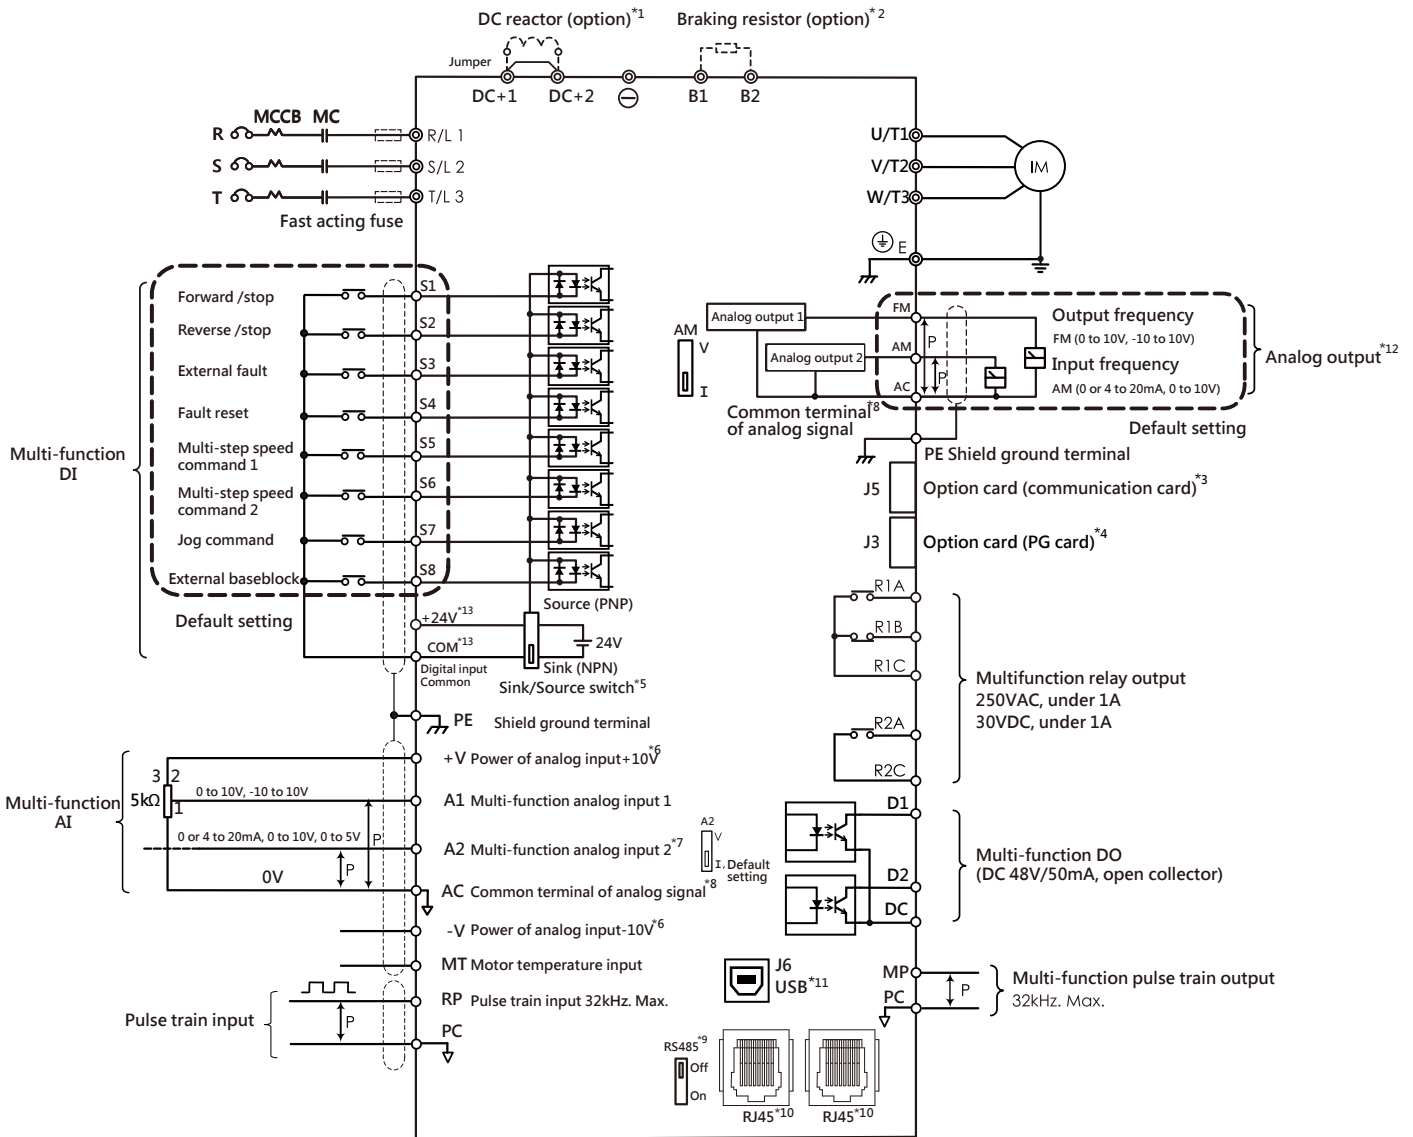 DC reactor (option)*1
Braking resistor (option)*2
Jumper
DC+1
DC+2
B1
B2
MCCB MC
R
R/L 1
S
S/L 2
T
T/L 3
Fast acting fuse
U/T1
V/T2
W/T3
IM
E
Multi-function
DI
Forward /stop
S1
Reverse /stop
S2
External fault
S3
Fault reset
S4
Multi-step speed
command 1
S5
Multi-step speed
command 2
S6
Jog command
S7
External baseblock
S8
Default setting
Source (PNP)
+24V*13
24V
COM*13
Digital input
Common
Sink (NPN)
Sink/Source switch*5
PE
Shield ground terminal
AM
V
I
Analog output 1
Analog output 2
FM
AM
AC
P
P
Output frequency
FM (0 to 10V, -10 to 10V)
Input frequency
AM (0 or 4 to 20mA, 0 to 10V)
Analog output*12
Common terminal*8
of analog signal
Default setting
PE Shield ground terminal
J5
Option card (communication card)*3
J3
Option card (PG card)*4
R1A
R1B
R1C
R2A
R2C
Multifunction relay output
250VAC, under 1A
30VDC, under 1A
Multi-function
AI
3 2
5kΩ
1
0 to 10V, -10 to 10V
0 or 4 to 20mA, 0 to 10V, 0 to 5V
P
P
0V
+V Power of analog input+10V*6
A1 Multi-function analog input 1
A2 Multi-function analog input 2*7
A2
V
I, Default
setting
AC Common terminal of analog signal*8
-V Power of analog input-10V*6
MT Motor temperature input
D1
D2
DC
Multi-function DO
(DC 48V/50mA, open collector)
Pulse train input
P
RP Pulse train input 32kHz. Max.
PC
J6
USB*11
MP
PC
P
Multi-function pulse train output
32kHz. Max.
RS485*9
Off
On
RJ45*10
RJ45*10